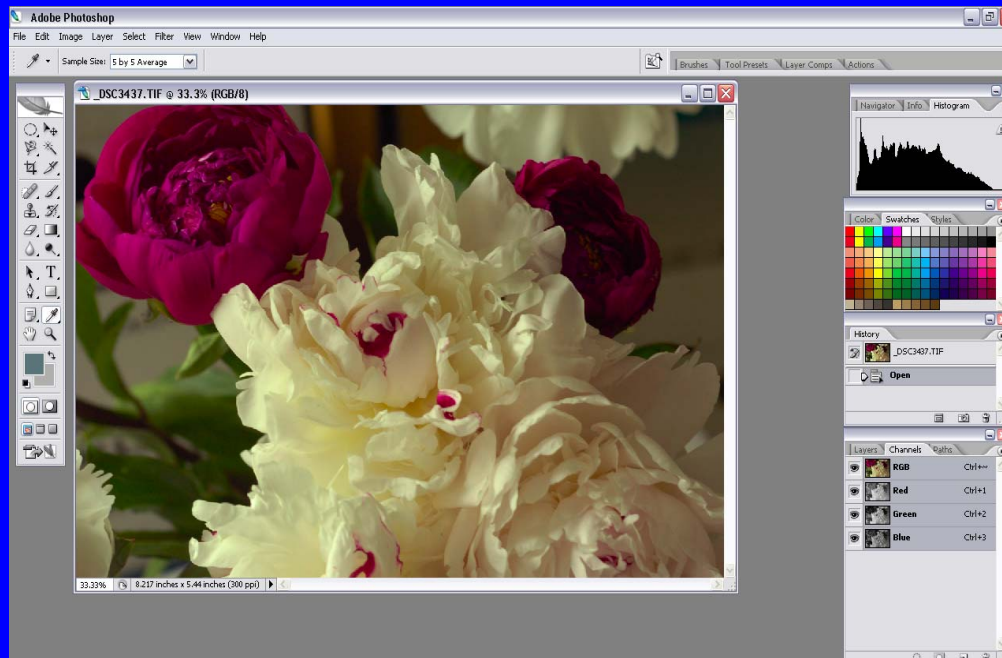 Adobe Photoshop
File Edit Image Layer Select Filter View Window Help
Sample Size: 5 by 5 Average
Brushes Tool Presets Layer Comps Actions
_DSC3437.TIF @ 33.3% (RGB/8)
Navigator Info Histogram
Color Swatches Styles
History
_DSC3437.TIF
Open
Layers Channels Paths
RGB Ctrl+~
Red Ctrl+1
Green Ctrl+2
Blue Ctrl+3
33.33% 8.217 inches x 5.44 inches (300 ppi)